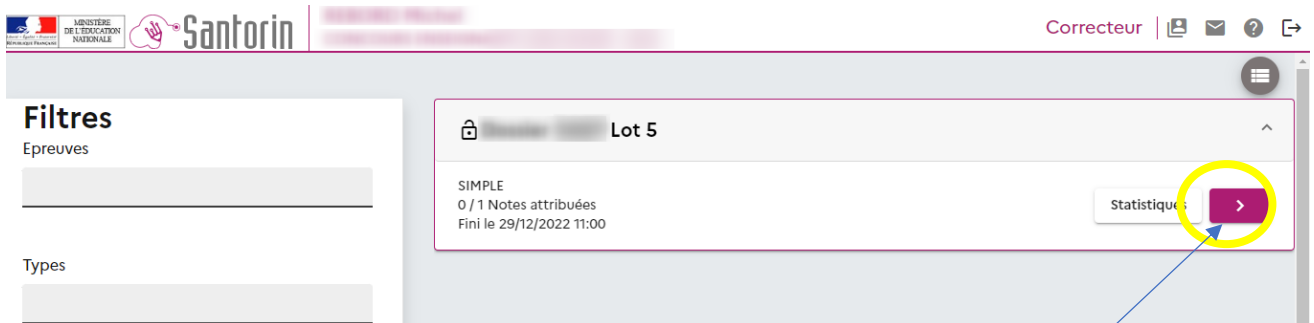 MINISTÈRE
DE L'ÉDUCATION
NATIONALE
Santorin
Correcteur
Filtres
Epreuves
Lot 5
SIMPLE
0 / 1 Notes attribuées
Fini le 29/12/2022 11:00
Statistiques
Types